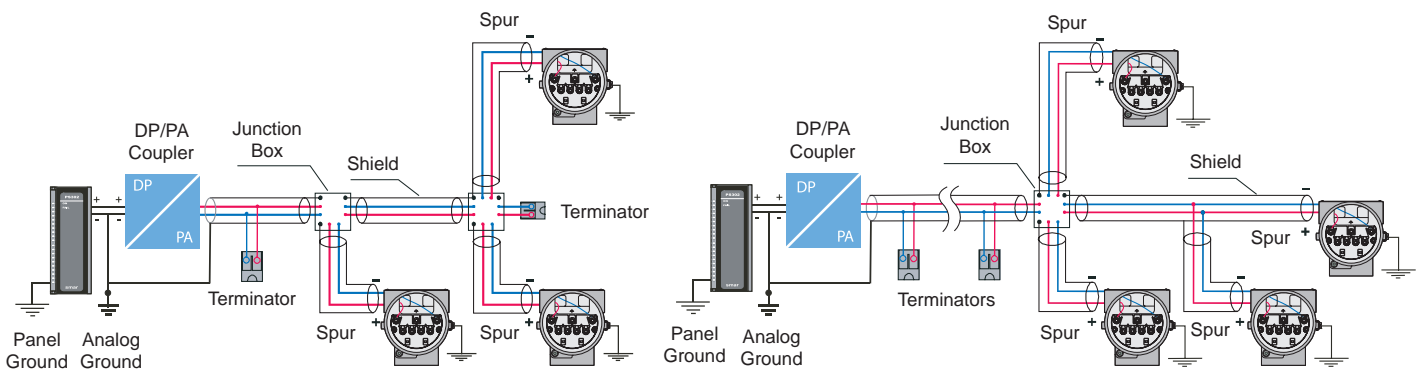 Spur
−
+
DP/PA
Coupler
Junction
Box
Shield
DP
PA
+ +
-
Terminator
Terminator
−
Spur
+
−
Spur
+
Panel
Ground
Analog
Ground
Spur
−
+
DP/PA
Coupler
Junction
Box
Shield
DP
PA
+ +
-
−
Spur
+
Terminators
−
Spur
+
−
Spur
+
Panel
Ground
Analog
Ground